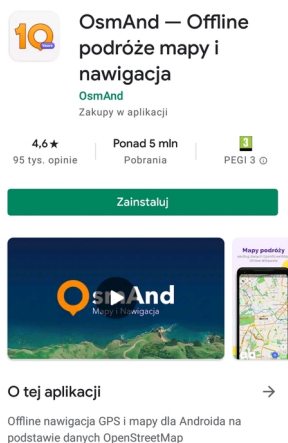 10
Years
OsmAnd — Offline
podróże mapy i
nawigacja
OsmAnd
Zakupy w aplikacji
4,6★
95 tys. opinie
Ponad 5 mln
Pobrania
3
PEGI 3
Zainstaluj
OsmAnd
Mapy i Nawigacja
Mapy podróży
O tej aplikacji
→
Offline nawigacja GPS i mapy dla Androida na
podstawie danych OpenStreetMap